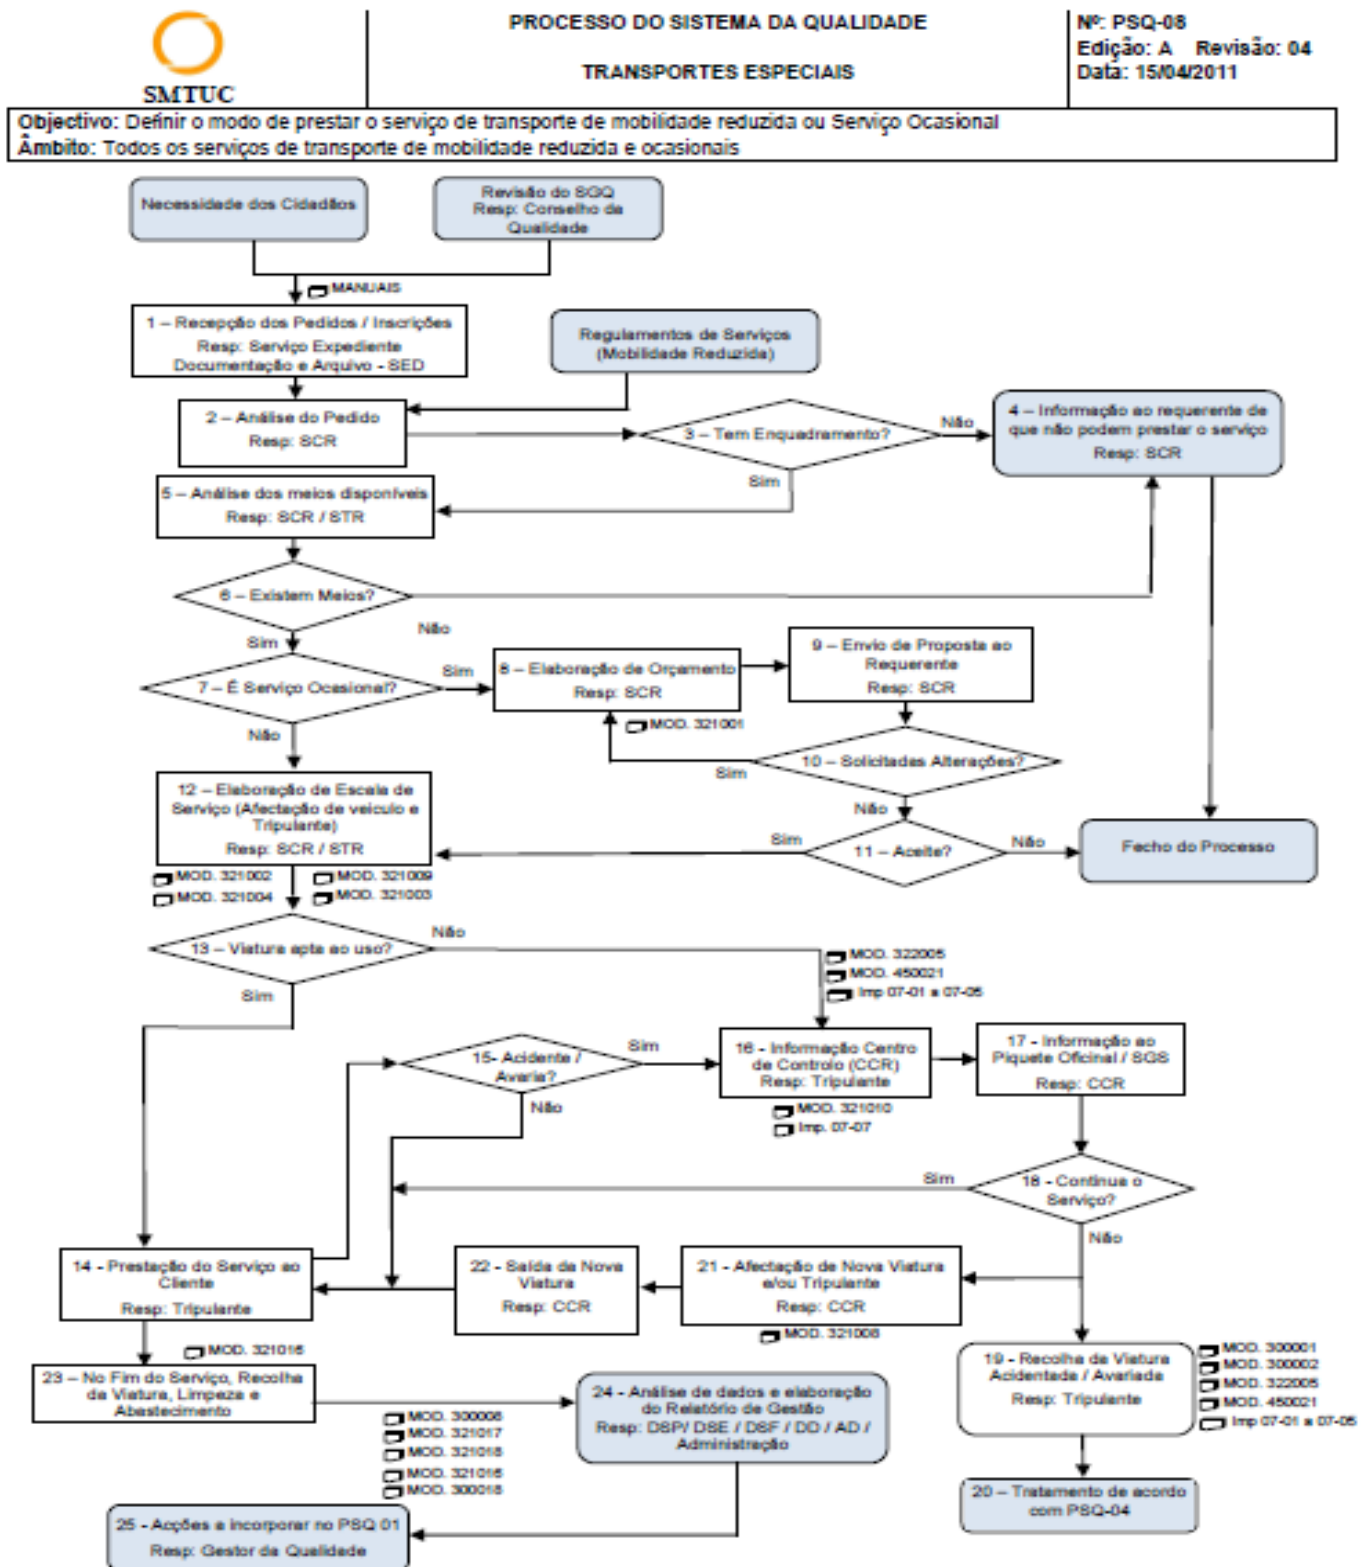 SMTUC
PROCESSO DO SISTEMA DA QUALIDADE
TRANSPORTES ESPECIAIS
Nº: PSQ-08
Edição: A Revisão: 04
Data: 15/04/2011
Objectivo: Definir o modo de prestar o serviço de transporte de mobilidade reduzida ou Serviço Ocasional
Âmbito: Todos os serviços de transporte de mobilidade reduzida e ocasionais
Necessidade dos Cidadãos
Revisão do SGQ
Resp: Conselho da
Qualidade
MANUAIS
1 – Recepção dos Pedidos / Inscrições
Resp: Serviço Expediente
Documentação e Arquivo - SED
Regulamentos de Serviços
(Mobilidade Reduzida)
2 – Análise do Pedido
Resp: SCR
3 – Tem Enquadramento?
Não
4 – Informação ao requerente de
que não podem prestar o serviço
Resp: SCR
Sim
5 – Análise dos meios disponíveis
Resp: SCR / STR
6 – Existem Meios?
Não
Sim
7 – É Serviço Ocasional?
Sim
8 – Elaboração de Orçamento
Resp: SCR
MOD. 321001
9 – Envio de Proposta ao
Requerente
Resp: SCR
Não
10 – Solicitadas Alterações?
Sim
Não
12 – Elaboração de Escala de
Serviço (Afectação de veículo e
Tripulante)
Resp: SCR / STR
Sim
11 – Aceite?
Não
Fecho do Processo
MOD. 321002
MOD. 321009
MOD. 321004
MOD. 321003
13 – Viatura apta ao uso?
Não
Sim
MOD. 322005
MOD. 450021
Imp 07-01 a 07-05
15- Acidente /
Avaria?
Sim
Não
16 - Informação Centro
de Controlo (CCR)
Resp: Tripulante
MOD. 321010
Imp. 07-07
17 - Informação ao
Piquete Oficinal / SGS
Resp: CCR
18 - Continua o
Serviço?
Sim
Não
14 - Prestação do Serviço ao
Cliente
Resp: Tripulante
22 - Saída da Nova
Viatura
Resp: CCR
21 - Afectação de Nova Viatura
e/ou Tripulante
Resp: CCR
MOD. 321008
MOD. 321016
19 - Recolha da Viatura
Acidentada / Avariada
Resp: Tripulante
MOD. 300001
MOD. 300002
MOD. 322005
MOD. 450021
Imp 07-01 a 07-05
23 – No Fim do Serviço, Recolha
da Viatura, Limpeza e
Abastecimento
MOD. 300006
MOD. 321017
MOD. 321018
MOD. 321016
MOD. 300018
24 - Análise de dados e elaboração
do Relatório de Gestão
Resp: DSP/ DSE / DSF / DD / AD /
Administração
20 – Tratamento de acordo
com PSQ-04
25 - Acções a incorporar no PSQ 01
Resp: Gestor da Qualidade